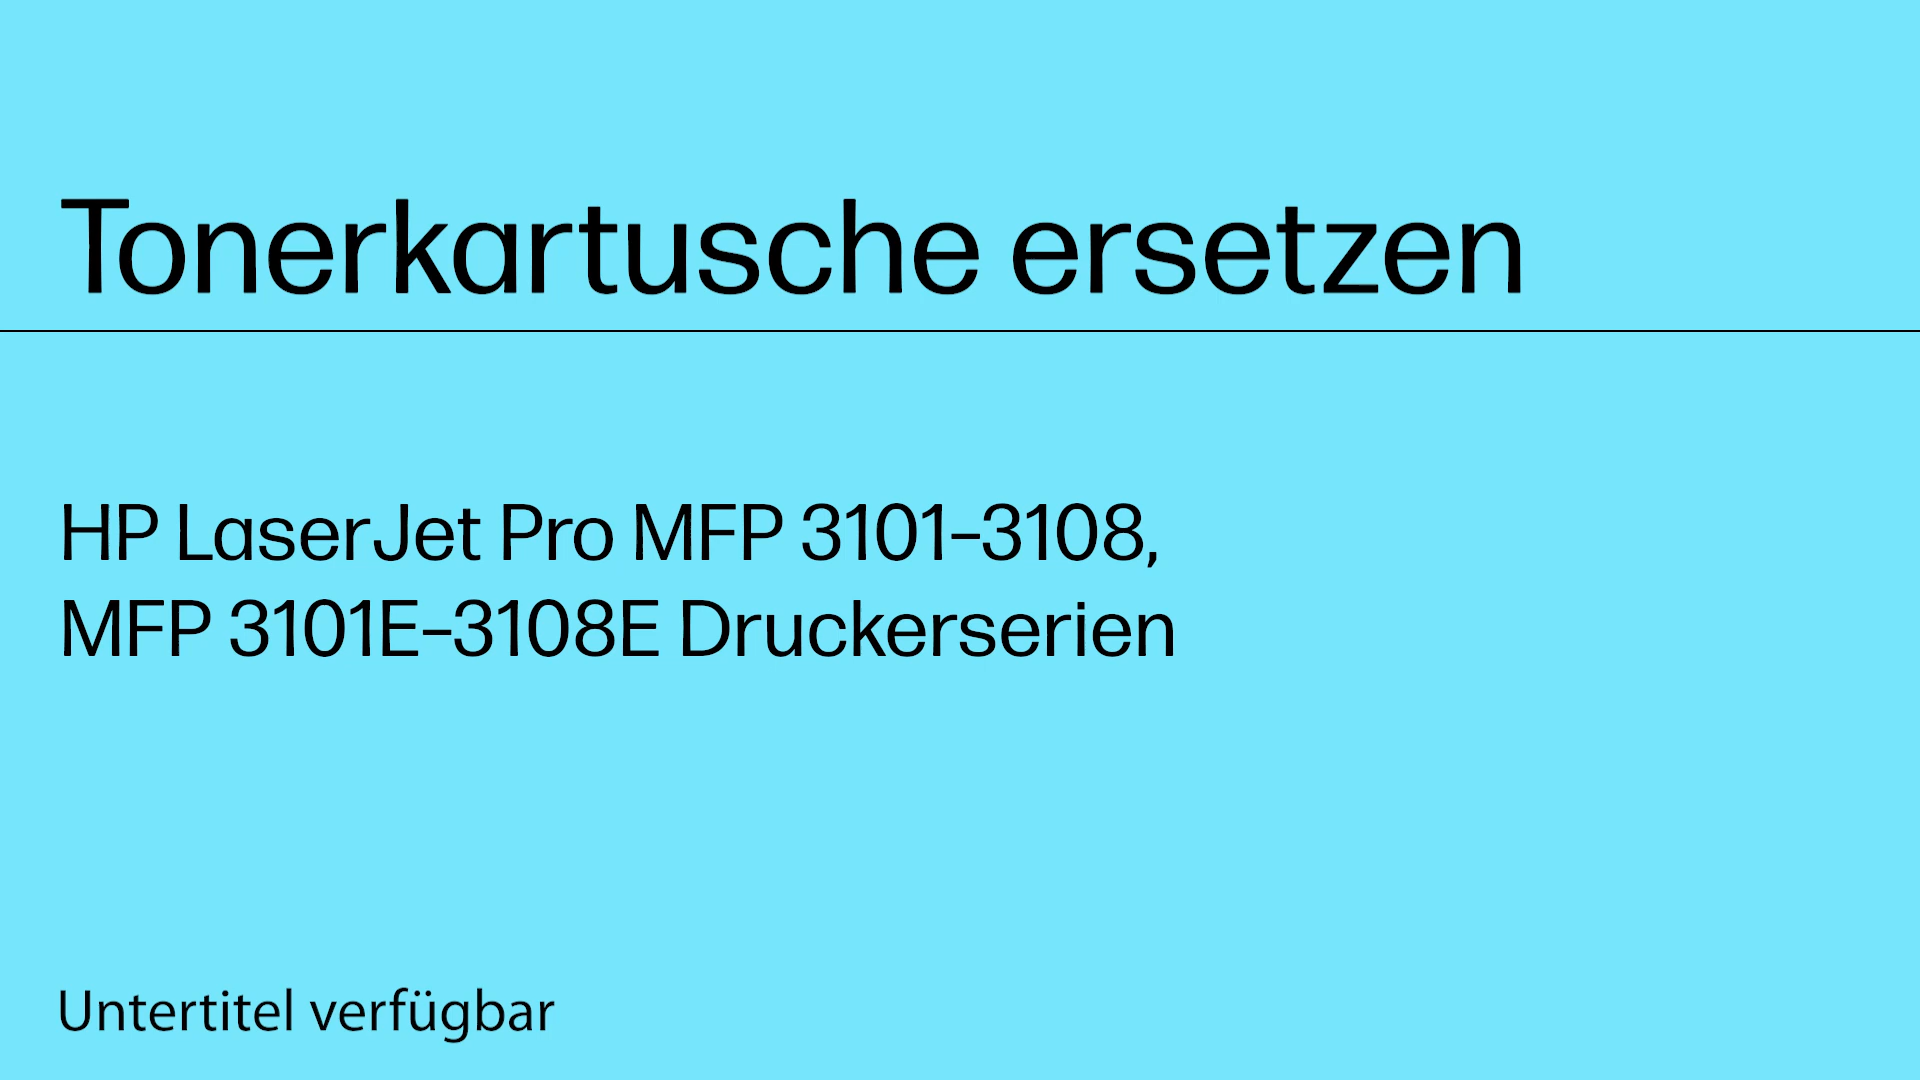 Tonerkartusche ersetzen
HP LaserJet Pro MFP 3101–3108,
MFP 3101E–3108E Druckerserien
Untertitel verfügbar